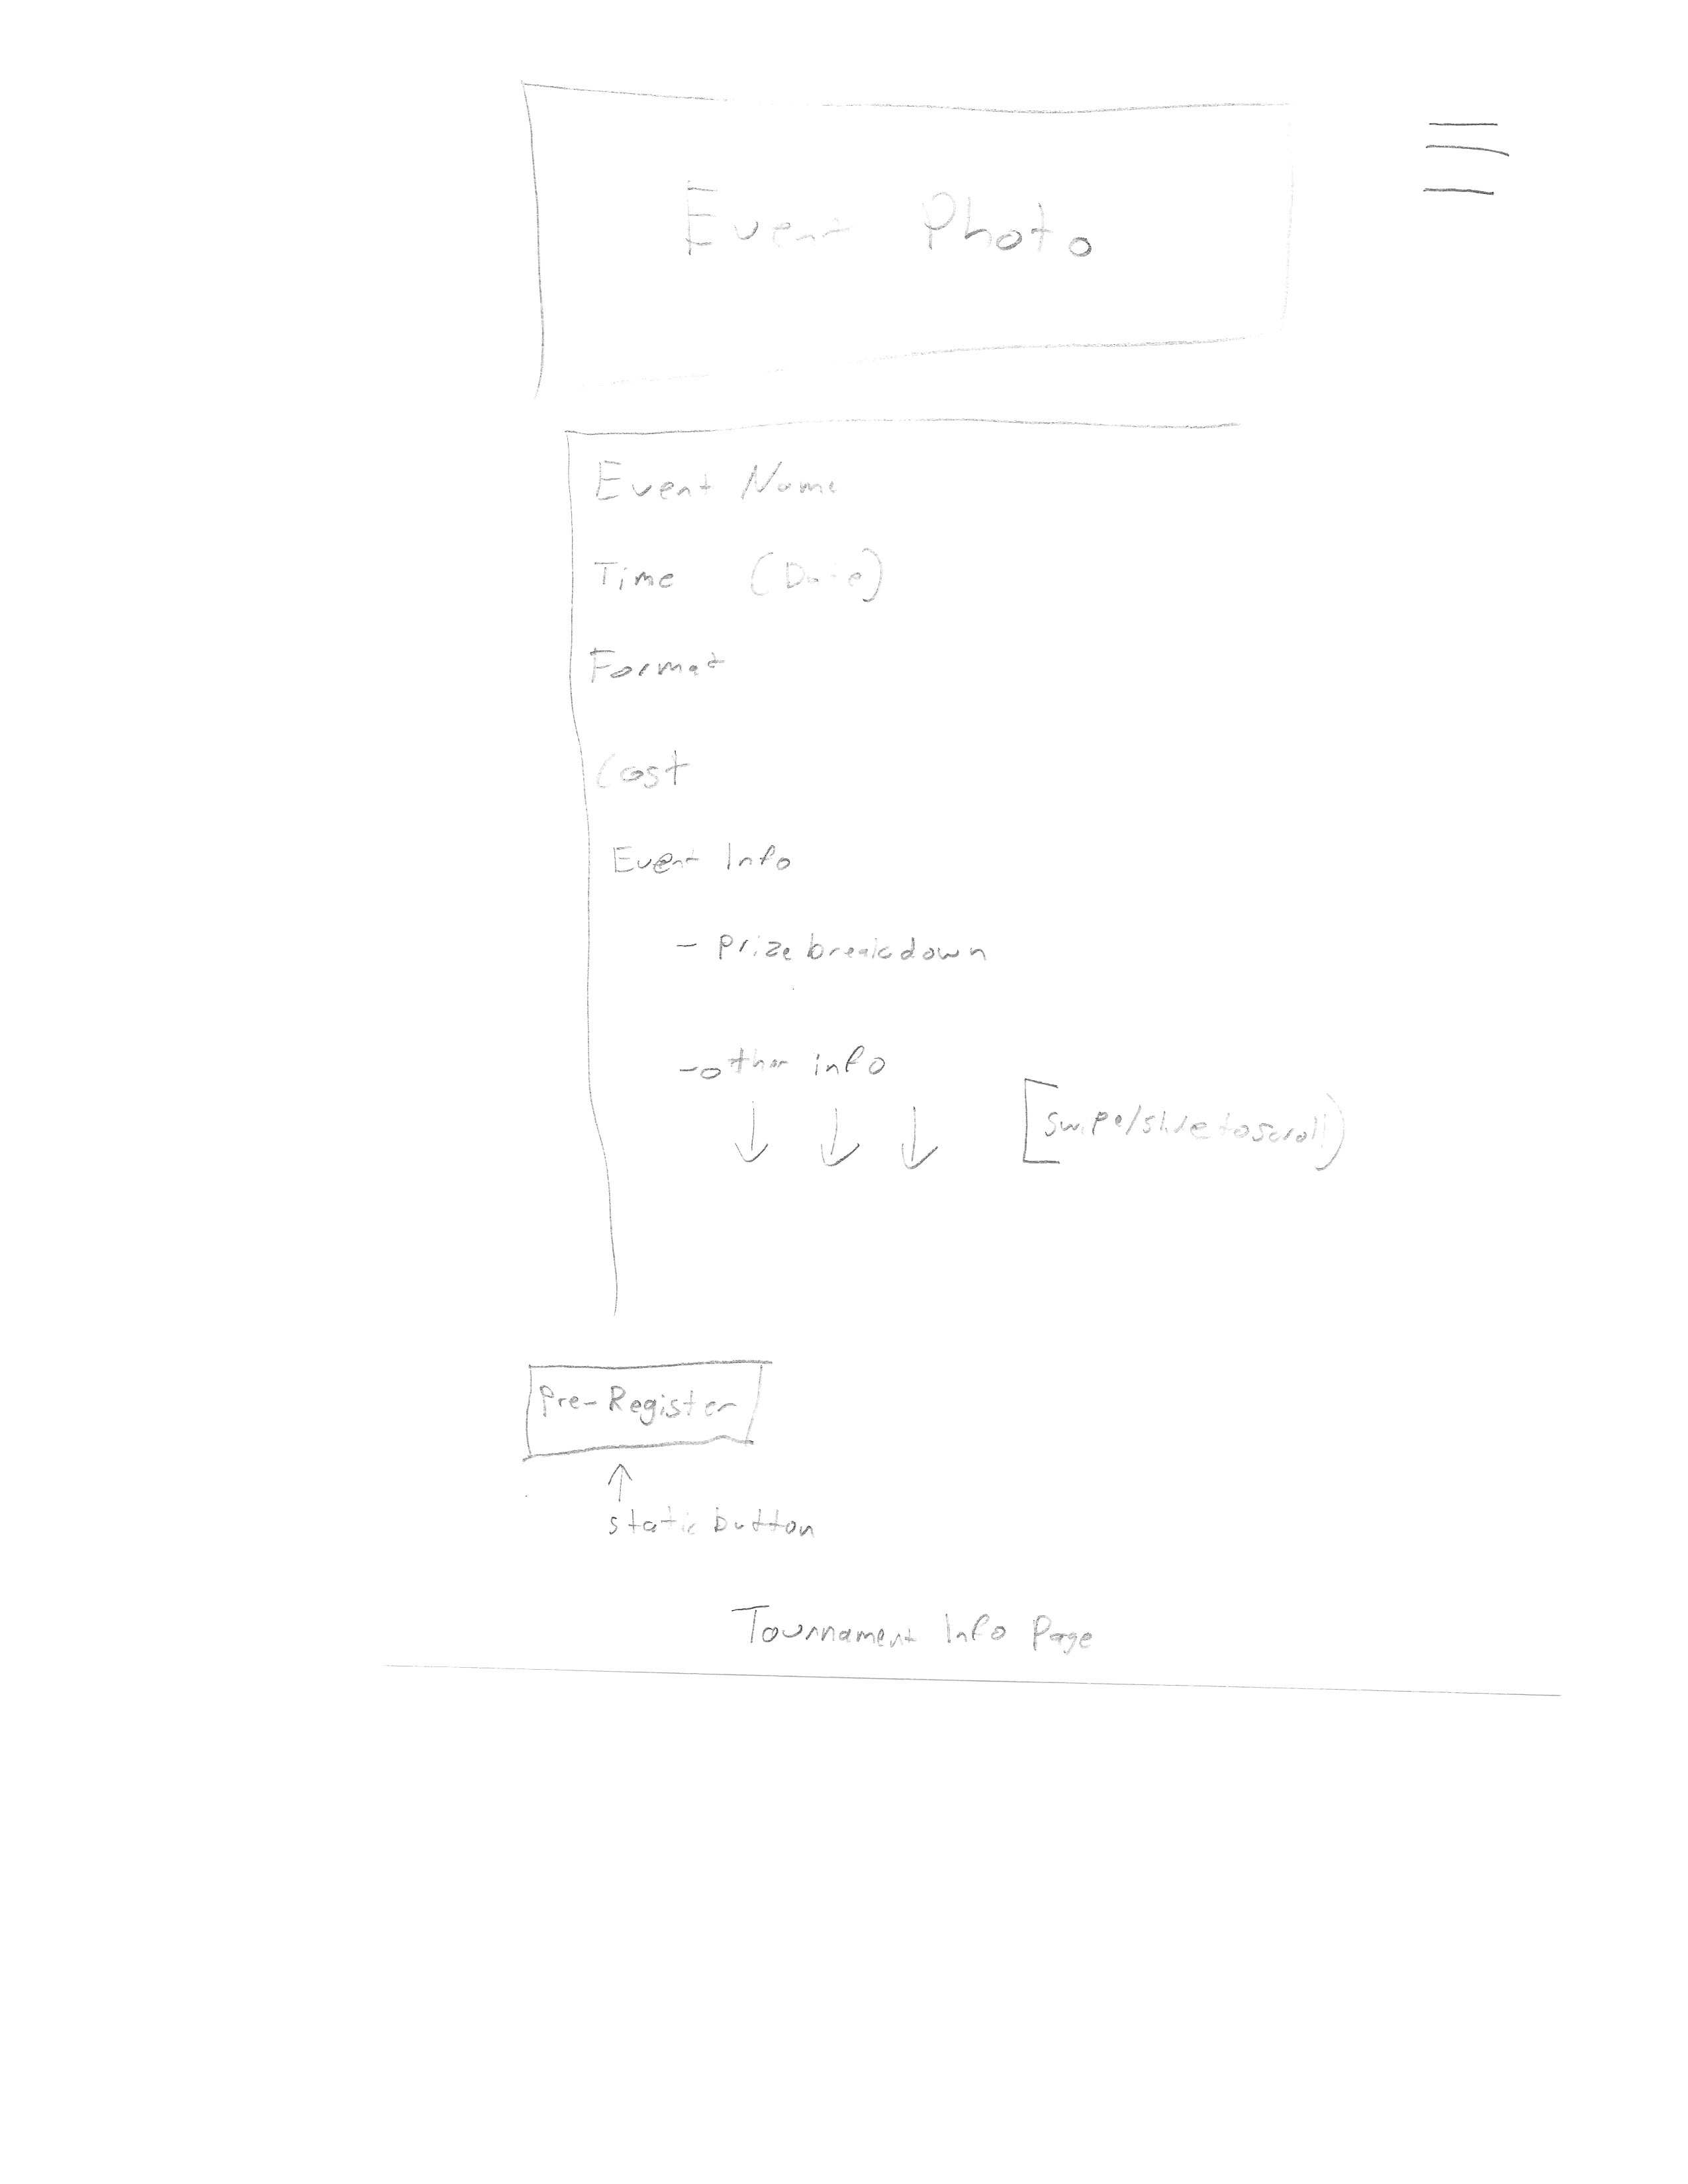 Event Photo
Event Name
Time (Date)
Format
Cost
Event Info
- prize breakdown
- other info
[swipe/slide to scroll)
Pre-Register
static button
Tournament Info Page